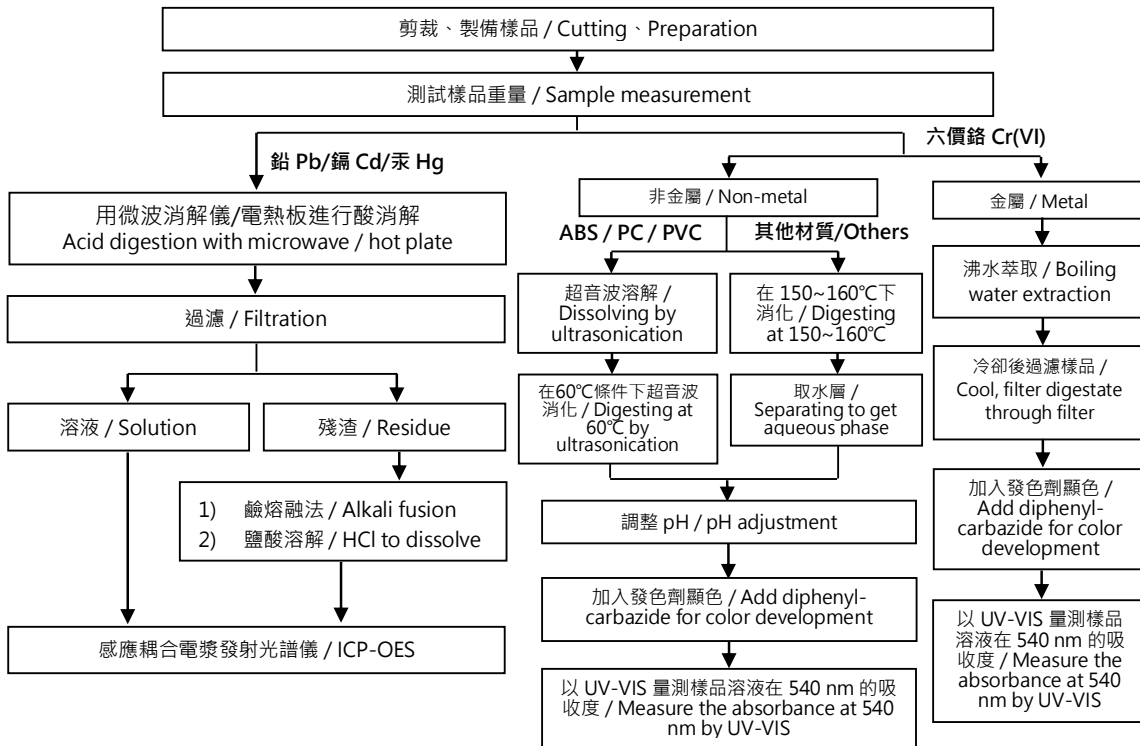 剪裁、製備樣品 / Cutting、Preparation
測試樣品重量 / Sample measurement
鉛 Pb/鎘 Cd/汞 Hg
六價鉻 Cr(VI)
用微波消解儀/電熱板進行酸消解
Acid digestion with microwave / hot plate
過濾 / Filtration
溶液 / Solution
殘渣 / Residue
1) 鹼熔融法 / Alkali fusion
2) 鹽酸溶解 / HCl to dissolve
感應耦合電漿發射光譜儀 / ICP-OES
非金屬 / Non-metal
ABS / PC / PVC
其他材質/Others
超音波溶解 /
Dissolving by
ultrasonication
在60℃條件下超音波
消化 / Digesting at
60℃ by
ultrasonication
在 150~160℃下
消化 / Digesting
at 150~160℃
取水層 /
Separating to get
aqueous phase
調整 pH / pH adjustment
加入發色劑顯色 / Add diphenyl-
carbazide for color development
以 UV-VIS 量測樣品溶液在 540 nm 的吸
收度 / Measure the absorbance at 540
nm by UV-VIS
金屬 / Metal
沸水萃取 / Boiling
water extraction
冷卻後過濾樣品 /
Cool, filter digestate
through filter
加入發色劑顯色 /
Add diphenyl-
carbazide for color
development
以 UV-VIS 量測樣品
溶液在 540 nm 的吸
收度 / Measure the
absorbance at 540
nm by UV-VIS